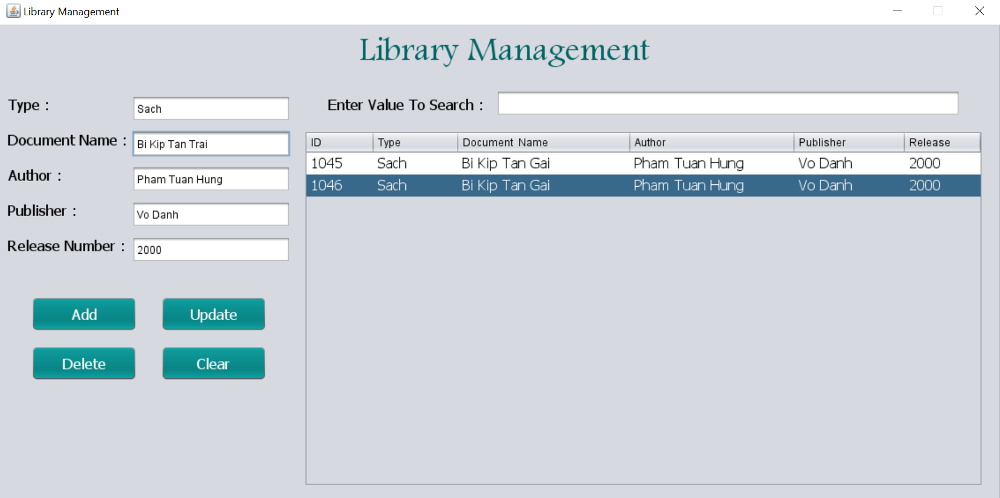 Library Management
Library Management
Type :
Sach
Document Name :
Bi Kip Tan Trai
Author :
Pham Tuan Hung
Publisher :
Vo Danh
Release Number :
2000
Add
Update
Delete
Clear
Enter Value To Search :
ID Type Document Name Author Publisher Release
1045 Sach Bi Kip Tan Gai Pham Tuan Hung Vo Danh 2000
1046 Sach Bi Kip Tan Gai Pham Tuan Hung Vo Danh 2000